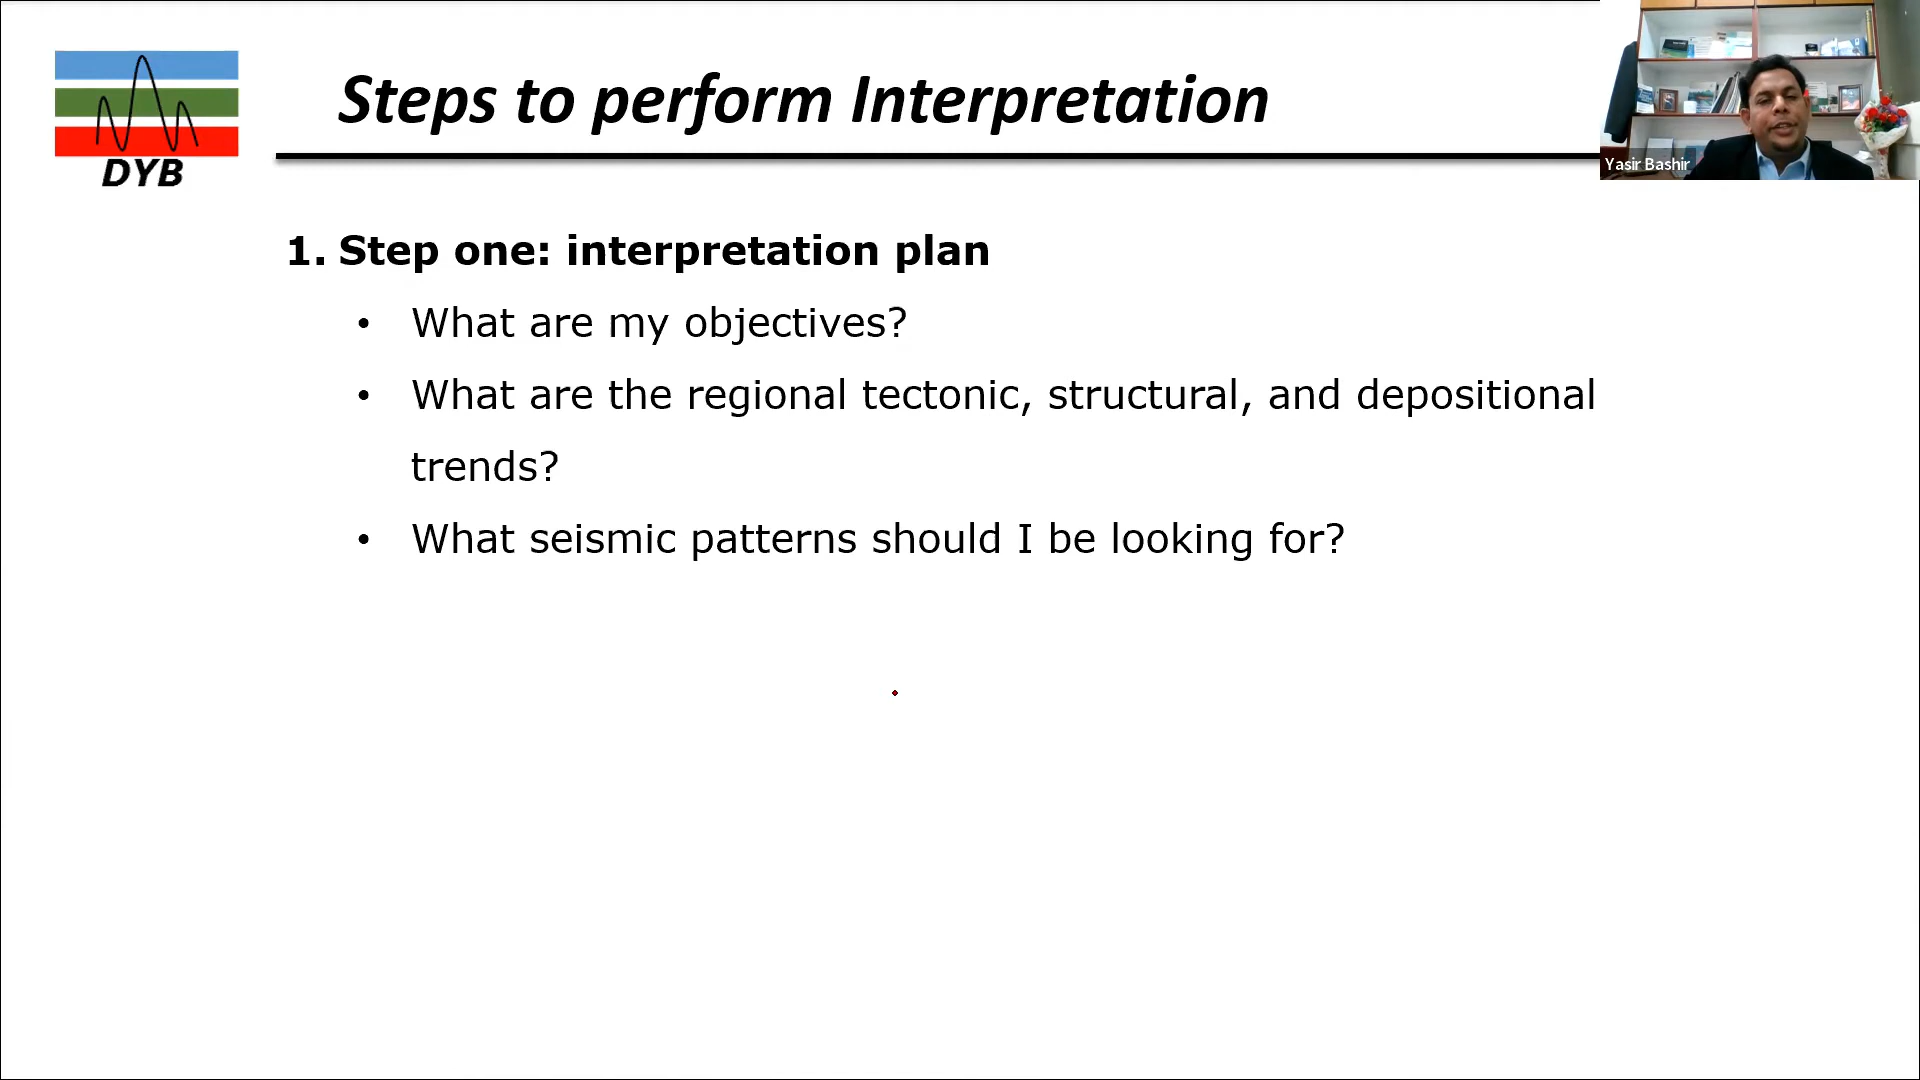 Steps to perform Interpretation
DYB
Yasir Bashir
1. Step one: interpretation plan
• What are my objectives?
• What are the regional tectonic, structural, and depositional
trends?
• What seismic patterns should I be looking for?